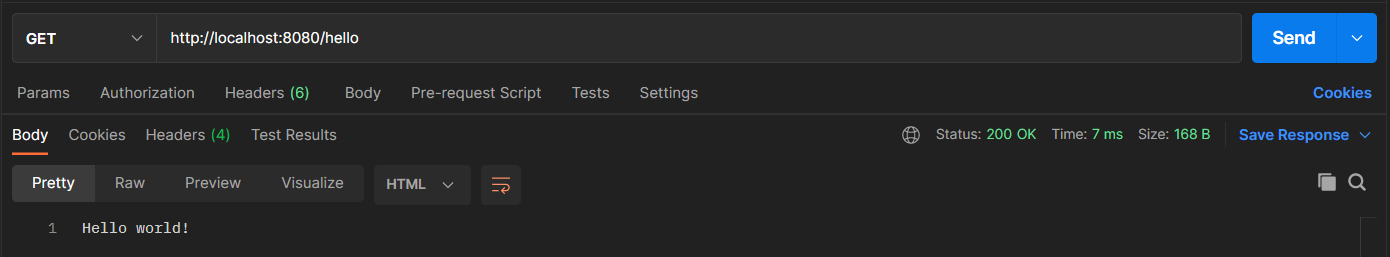 GET http://localhost:8080/hello Send
Params Authorization Headers (6) Body Pre-request Script Tests Settings Cookies
Body Cookies Headers (4) Test Results Status: 200 OK Time: 7 ms Size: 168 B Save Response
Pretty Raw Preview Visualize HTML
1 Hello world!